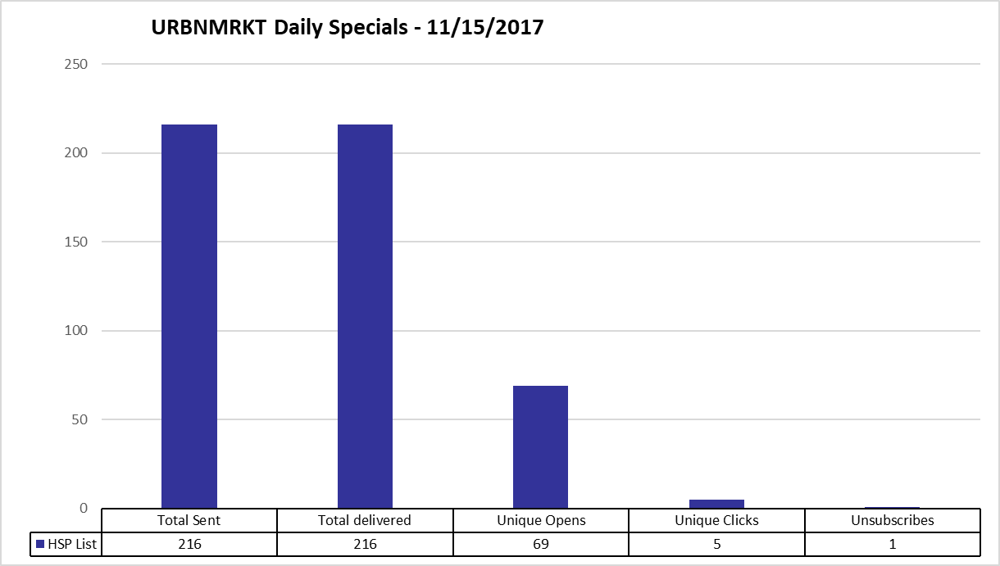 URBNMRKT Daily Specials - 11/15/2017
250
200
150
100
50
0
Total Sent Total delivered Unique Opens Unique Clicks Unsubscribes
HSP List 216 216 69 5 1